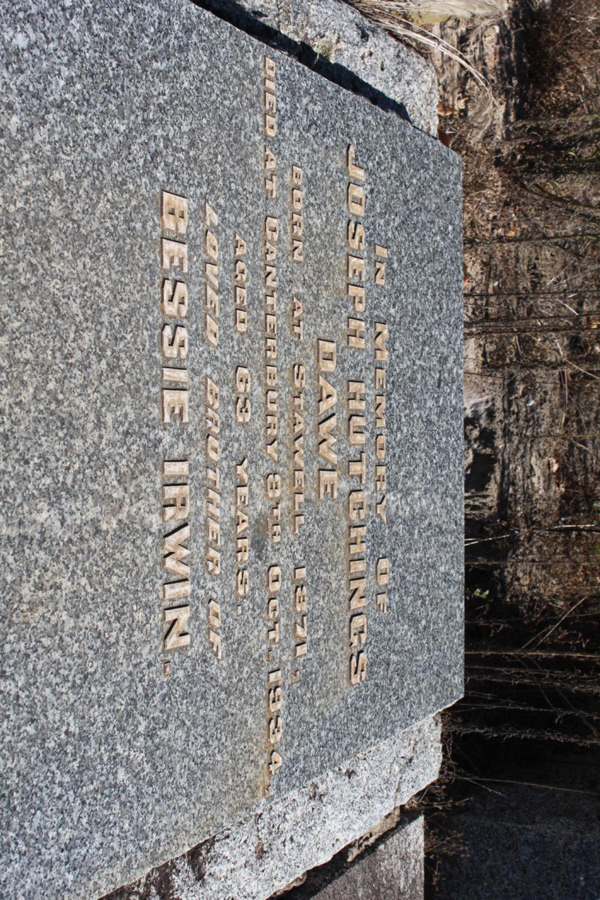 IN MEMORY OF
JOSEPH HUTCHINGS
DAWE
BORN AT STAWELL 1871,
DIED AT CANTERBURY 8TH OCT. 1934,
AGED 63 YEARS,
LOVED BROTHER OF
BESSIE IRWIN.